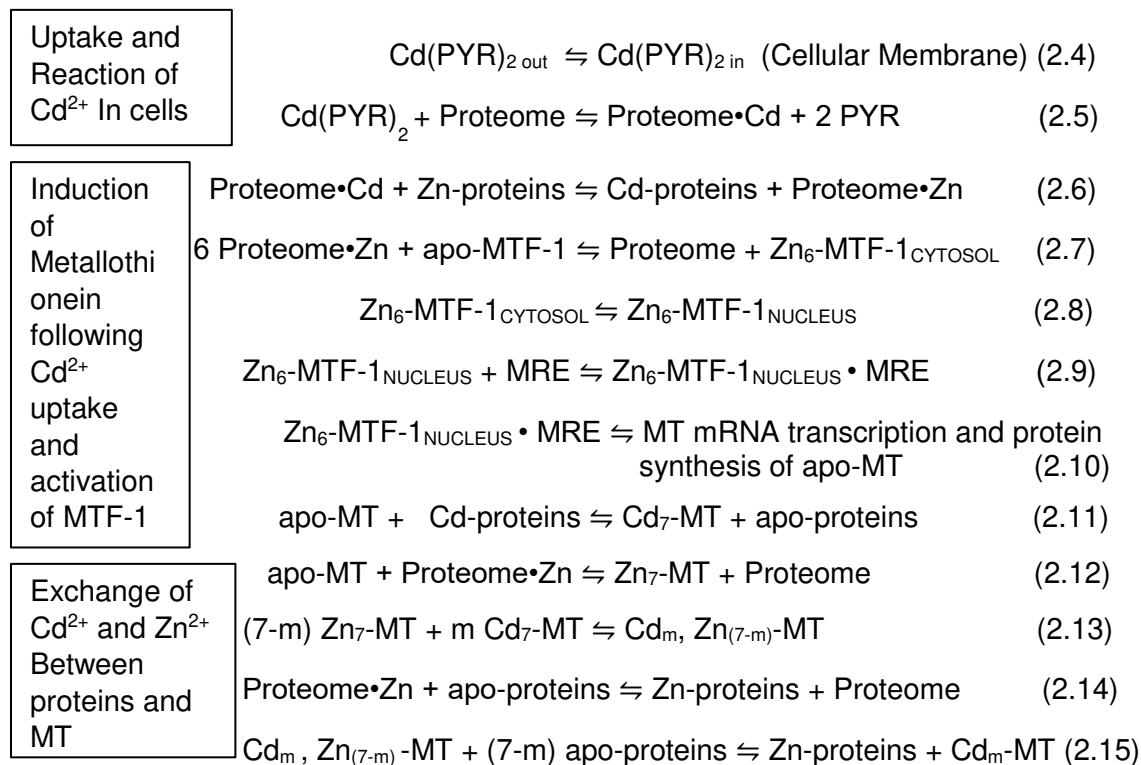 Uptake and
Reaction of
Cd²⁺ In cells
Cd(PYR)₂ out ⇋ Cd(PYR)₂ in (Cellular Membrane) (2.4)
Cd(PYR)₂ + Proteome ⇋ Proteome•Cd + 2 PYR (2.5)
Induction
of
Metallothi
onein
following
Cd²⁺
uptake
and
activation
of MTF-1
Proteome•Cd + Zn-proteins ⇋ Cd-proteins + Proteome•Zn (2.6)
6 Proteome•Zn + apo-MTF-1 ⇋ Proteome + Zn₆-MTF-1CYTOSOL (2.7)
Zn₆-MTF-1CYTOSOL ⇋ Zn₆-MTF-1NUCLEUS (2.8)
Zn₆-MTF-1NUCLEUS + MRE ⇋ Zn₆-MTF-1NUCLEUS • MRE (2.9)
Zn₆-MTF-1NUCLEUS • MRE ⇋ MT mRNA transcription and protein
synthesis of apo-MT (2.10)
apo-MT + Cd-proteins ⇋ Cd₇-MT + apo-proteins (2.11)
Exchange of
Cd²⁺ and Zn²⁺
Between
proteins and
MT
apo-MT + Proteome•Zn ⇋ Zn₇-MT + Proteome (2.12)
(7-m) Zn₇-MT + m Cd₇-MT ⇋ Cdₘ, Zn₍₇₋ₘ₎-MT (2.13)
Proteome•Zn + apo-proteins ⇋ Zn-proteins + Proteome (2.14)
Cdₘ , Zn₍₇₋ₘ₎ -MT + (7-m) apo-proteins ⇋ Zn-proteins + Cdₘ-MT (2.15)